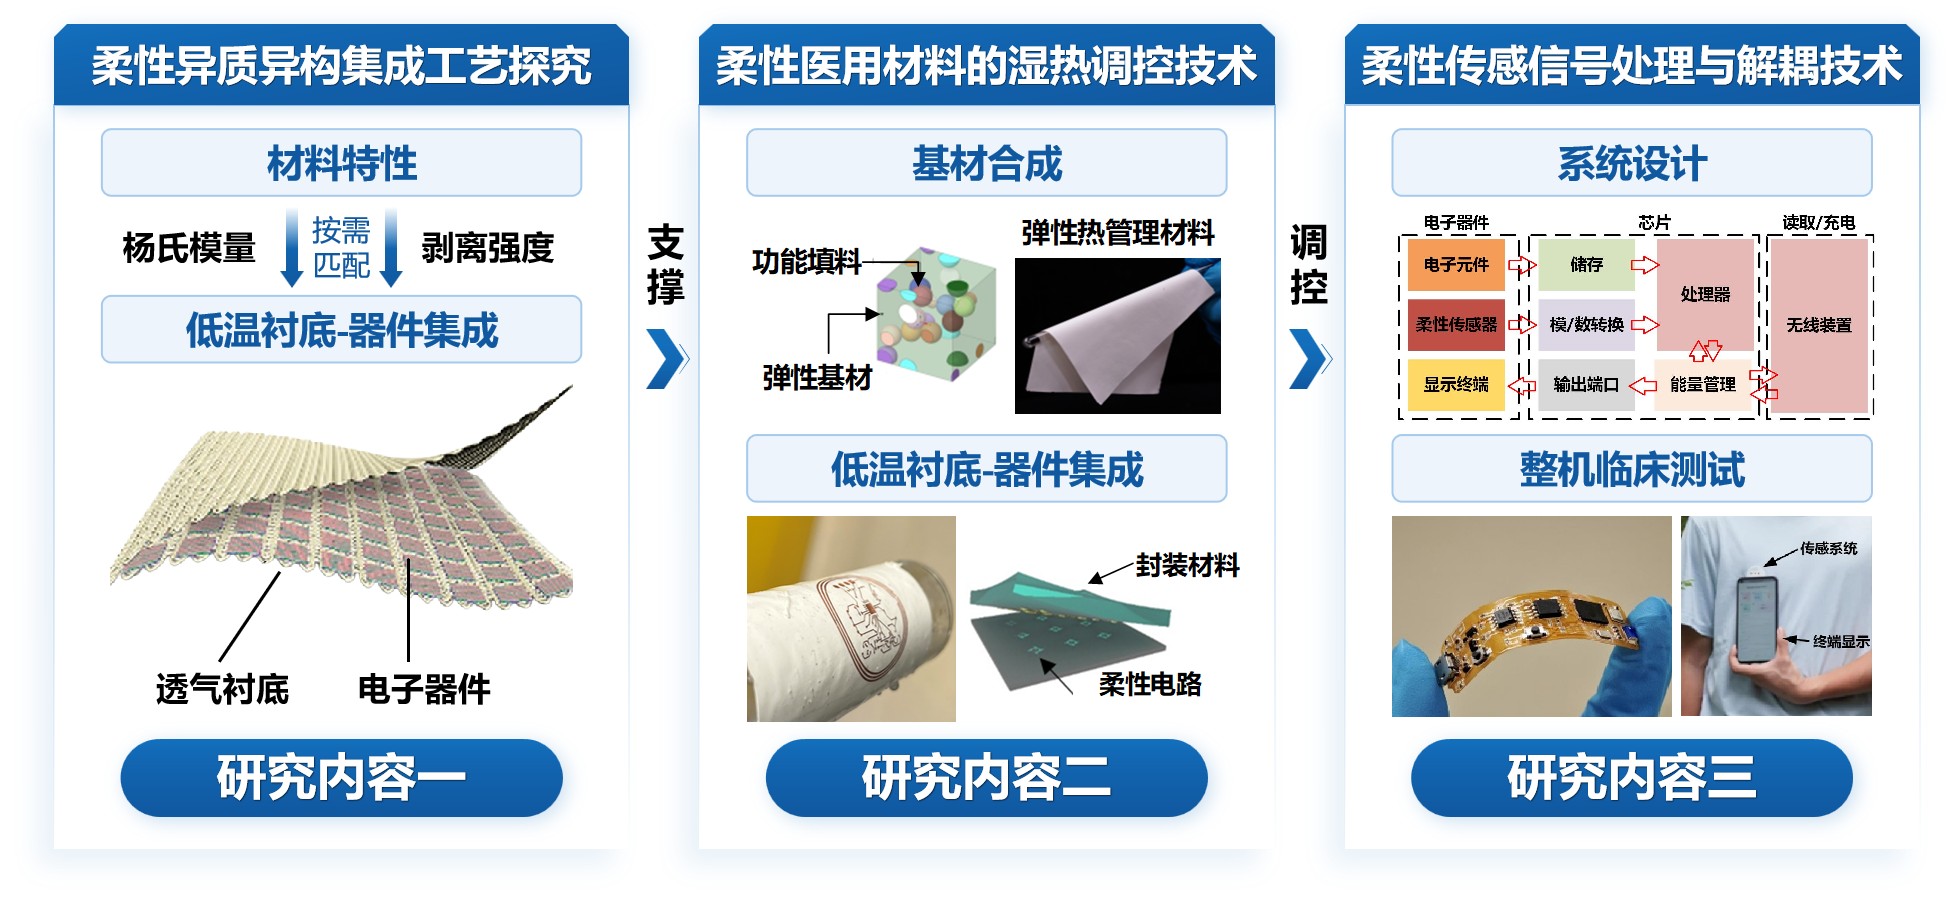 柔性异质异构集成工艺探究
材料特性
杨氏模量
按需
匹配
剥离强度
低温衬底-器件集成
透气衬底
电子器件
研究内容一
支撑
柔性医用材料的湿热调控技术
基材合成
功能填料
弹性基材
弹性热管理材料
低温衬底-器件集成
封装材料
柔性电路
研究内容二
调控
柔性传感信号处理与解耦技术
系统设计
电子器件
芯片
读取/充电
电子元件
储存
处理器
柔性传感器
模/数转换
无线装置
显示终端
输出端口
能量管理
整机临床测试
传感系统
终端显示
研究内容三